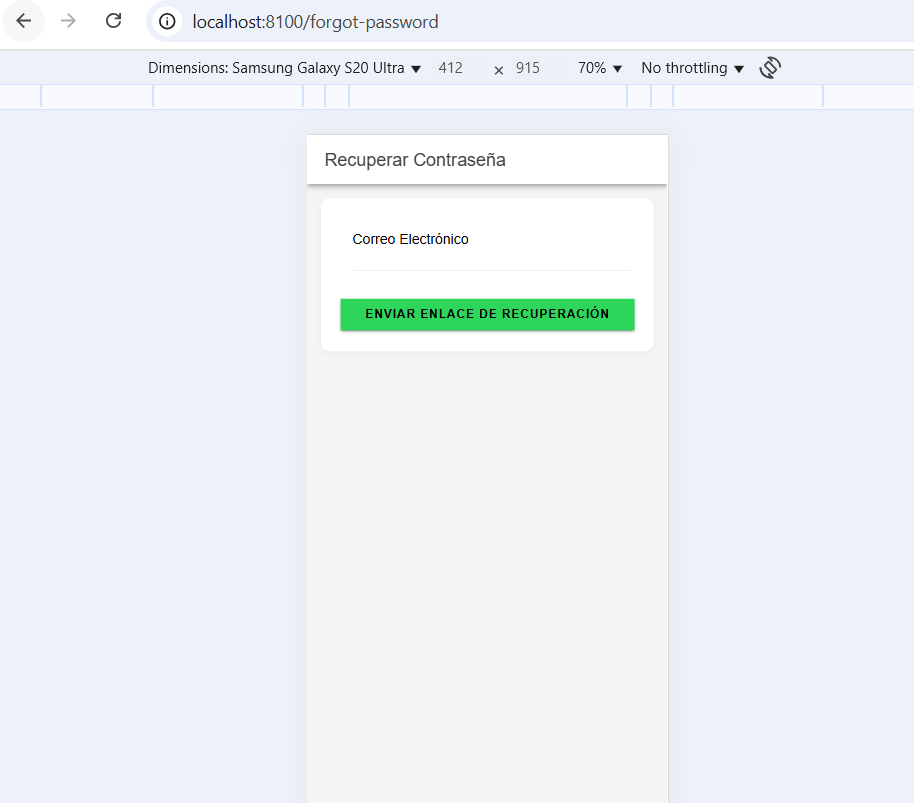 localhost:8100/forgot-password
Dimensions: Samsung Galaxy S20 Ultra 412 × 915 70% No throttling
Recuperar Contraseña
Correo Electrónico
ENVIAR ENLACE DE RECUPERACIÓN